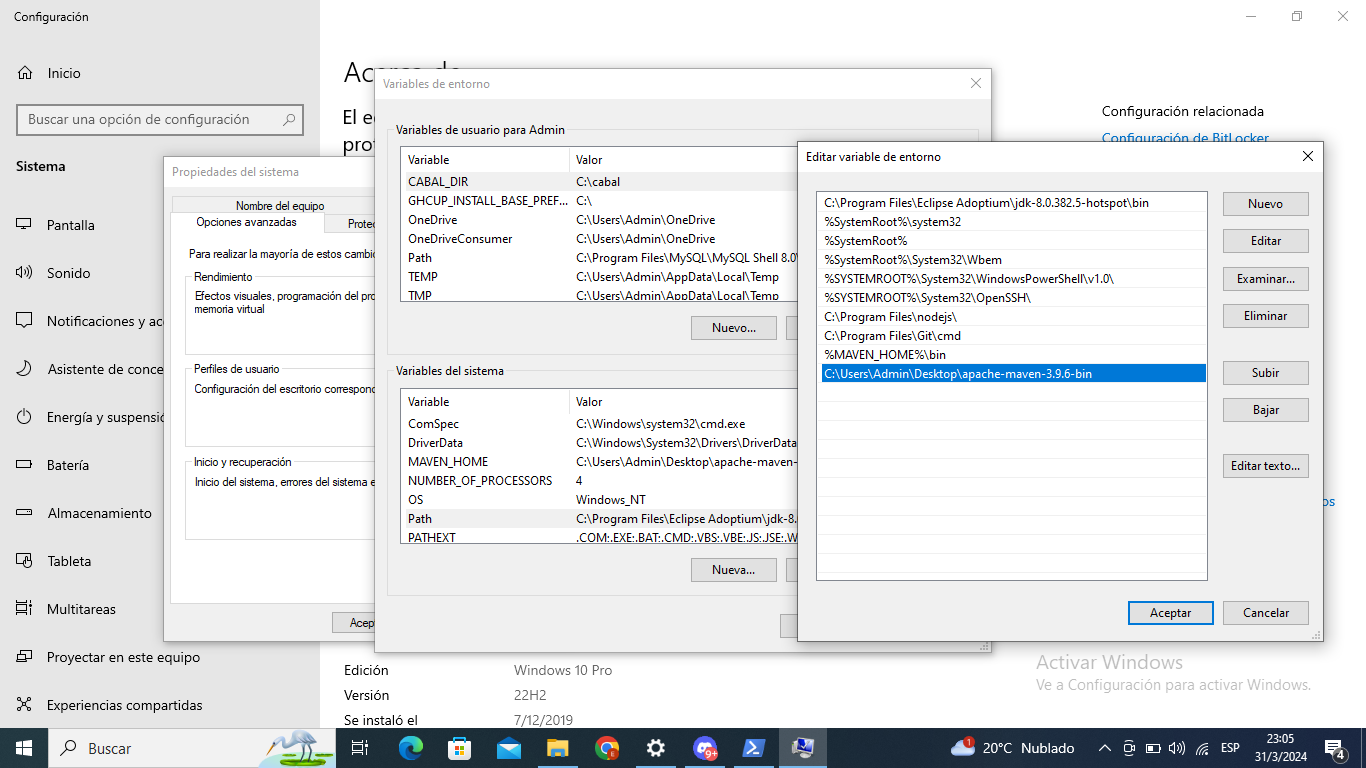 Configuración
Inicio
Buscar una opción de configuración
Sistema
Pantalla
Sonido
Notificaciones y ac
Asistente de conce
Energía y suspensió
Batería
Almacenamiento
Tableta
Multitareas
Proyectar en este equipo
Experiencias compartidas
Acerca de
El e
prot
Edición Windows 10 Pro
Versión 22H2
Se instaló el 7/12/2019
Configuración relacionada
Configuración de BitLocker
os
Propiedades del sistema
Nombre del equipo
Opciones avanzadas
Protec
Para realizar la mayoría de estos cambio
Rendimiento
Efectos visuales, programación del pro
memoria virtual
Perfiles de usuario
Configuración del escritorio correspond
Inicio y recuperación
Inicio del sistema, errores del sistema e
Acept
Variables de entorno
Variables de usuario para Admin
Variable Valor
CABAL_DIR C:\cabal
GHCUP_INSTALL_BASE_PREF... C:\
OneDrive C:\Users\Admin\OneDrive
OneDriveConsumer C:\Users\Admin\OneDrive
Path C:\Program Files\MySQL\MySQL Shell 8.0\
TEMP C:\Users\Admin\AppData\Local\Temp
TMP C:\Users\Admin\AppData\Local\Temp
Nuevo...
Variables del sistema
Variable Valor
ComSpec C:\Windows\system32\cmd.exe
DriverData C:\Windows\System32\Drivers\DriverData
MAVEN_HOME C:\Users\Admin\Desktop\apache-maven-
NUMBER_OF_PROCESSORS 4
OS Windows_NT
Path C:\Program Files\Eclipse Adoptium\jdk-8.
PATHEXT .COM;.EXE;.BAT;.CMD;.VBS;.VBE;.JS;.JSE;.W
Nueva...
Editar variable de entorno
C:\Program Files\Eclipse Adoptium\jdk-8.0.382.5-hotspot\bin
%SystemRoot%\system32
%SystemRoot%
%SystemRoot%\System32\Wbem
%SYSTEMROOT%\System32\WindowsPowerShell\v1.0\
%SYSTEMROOT%\System32\OpenSSH\
C:\Program Files\nodejs\
C:\Program Files\Git\cmd
%MAVEN_HOME%\bin
C:\Users\Admin\Desktop\apache-maven-3.9.6-bin
Nuevo
Editar
Examinar...
Eliminar
Subir
Bajar
Editar texto...
Aceptar
Cancelar
Activar Windows
Ve a Configuración para activar Windows.
Buscar
E
9+
1
20°C Nublado
ESP
23:05
31/3/2024
4